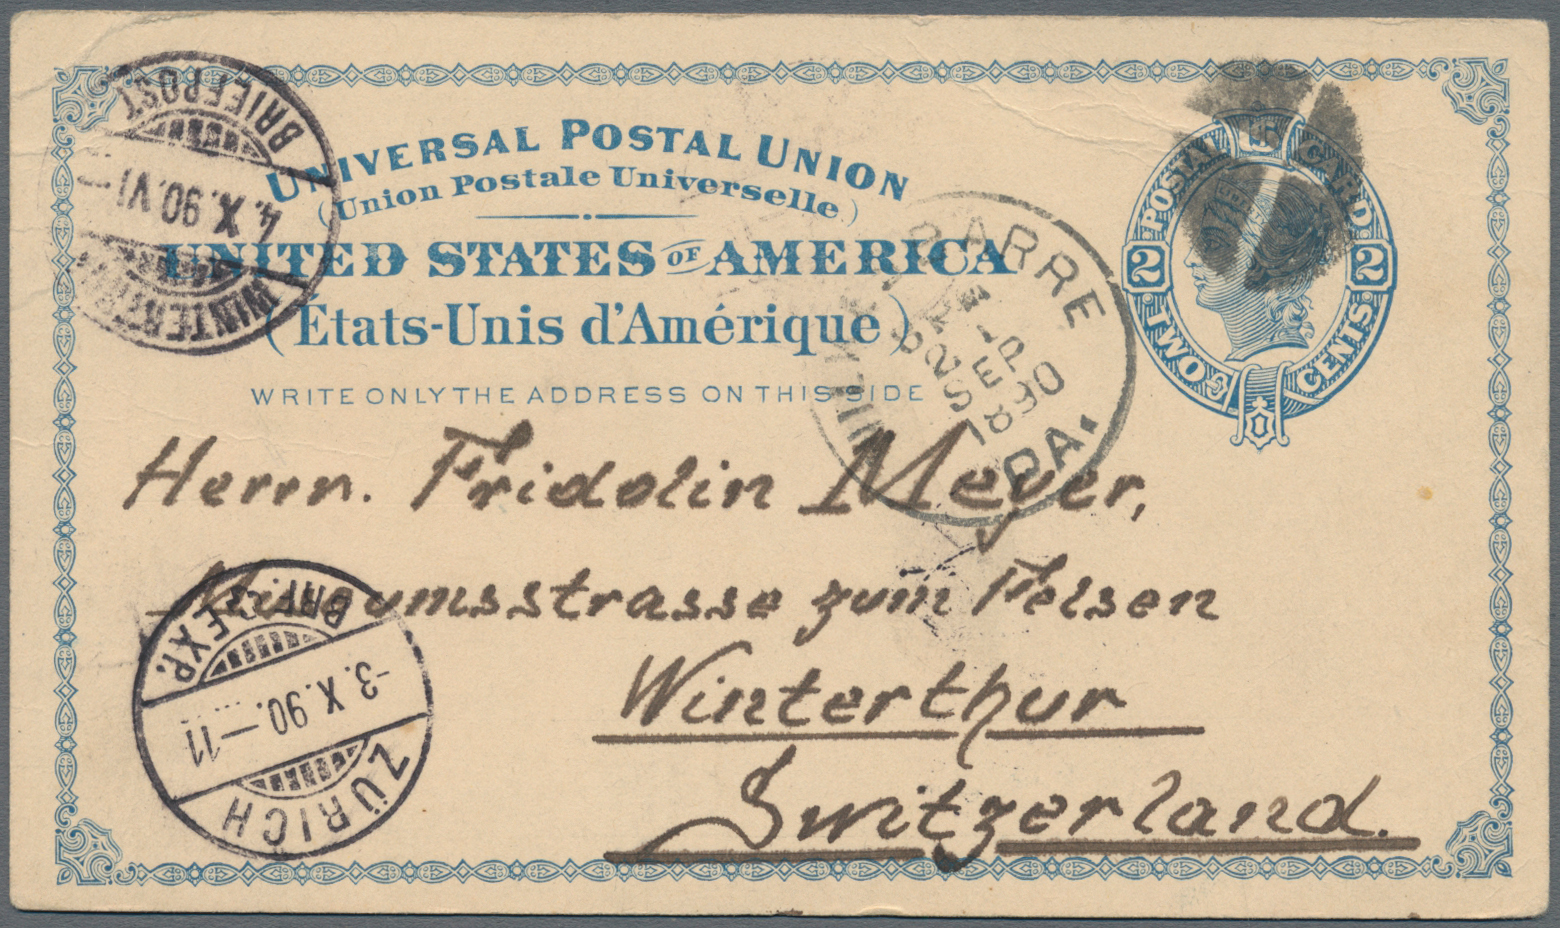 UNIVERSAL POSTAL UNION
(Union Postale Universelle)
UNITED STATES OF AMERICA
(États-Unis d'Amérique)
WRITE ONLY THE ADDRESS ON THIS SIDE
POSTAL CARD
U S
2 2
TWO CENTS
BRIEFPOST
4. X. 90. VI
WINTERTHUR
BARRE
SEP
1890
PA.
Herrn. Fridolin Meyer,
zum Felsen
Winterthur
Switzerland.
BRF. EXP.
-3. X. 90. -11
ZÜRICH